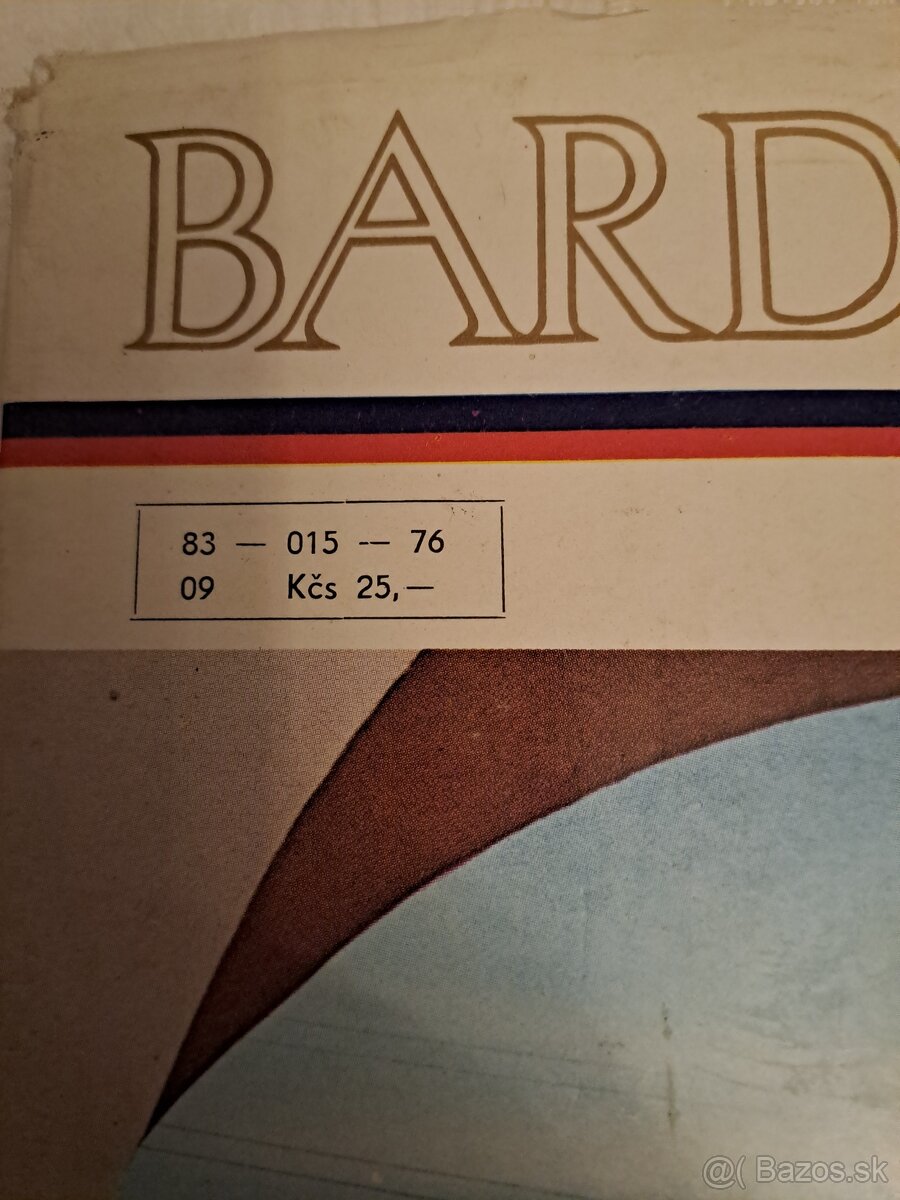 BARD
83 — 015 — 76
09 Kčs 25,—
@( Bazos.sk